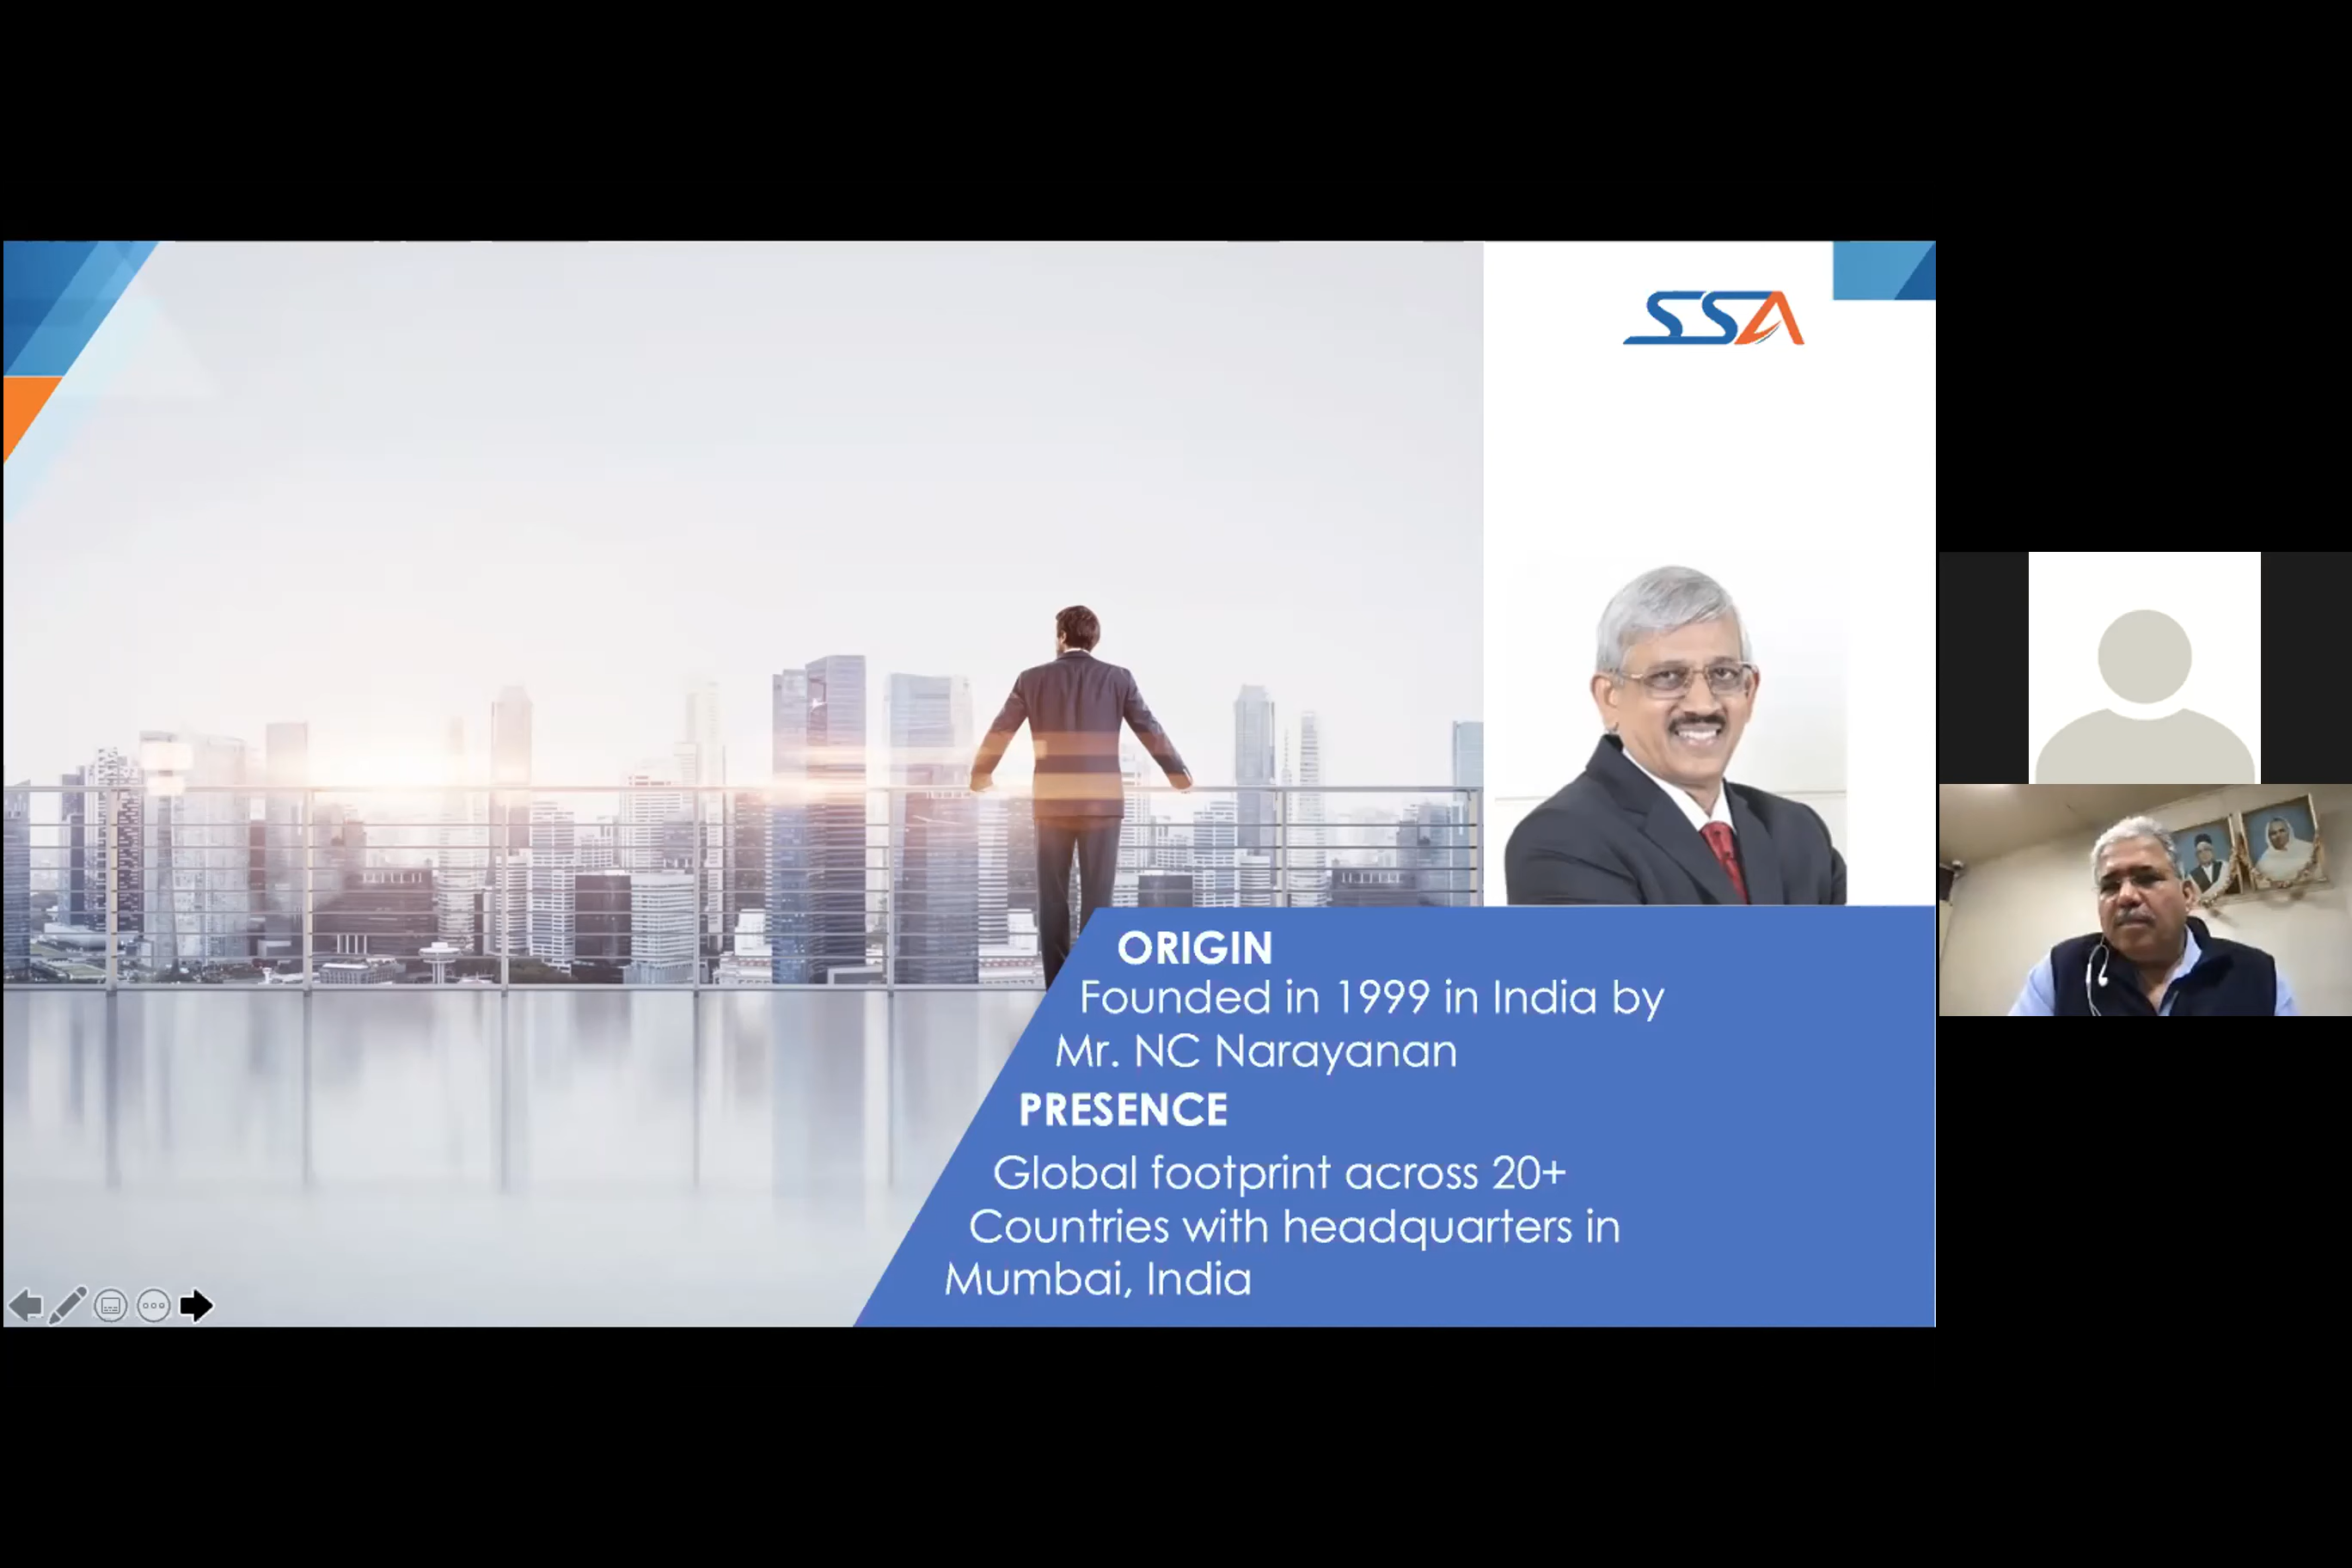 SSA
ORIGIN
Founded in 1999 in India by
Mr. NC Narayanan
PRESENCE
Global footprint across 20+
Countries with headquarters in
Mumbai, India